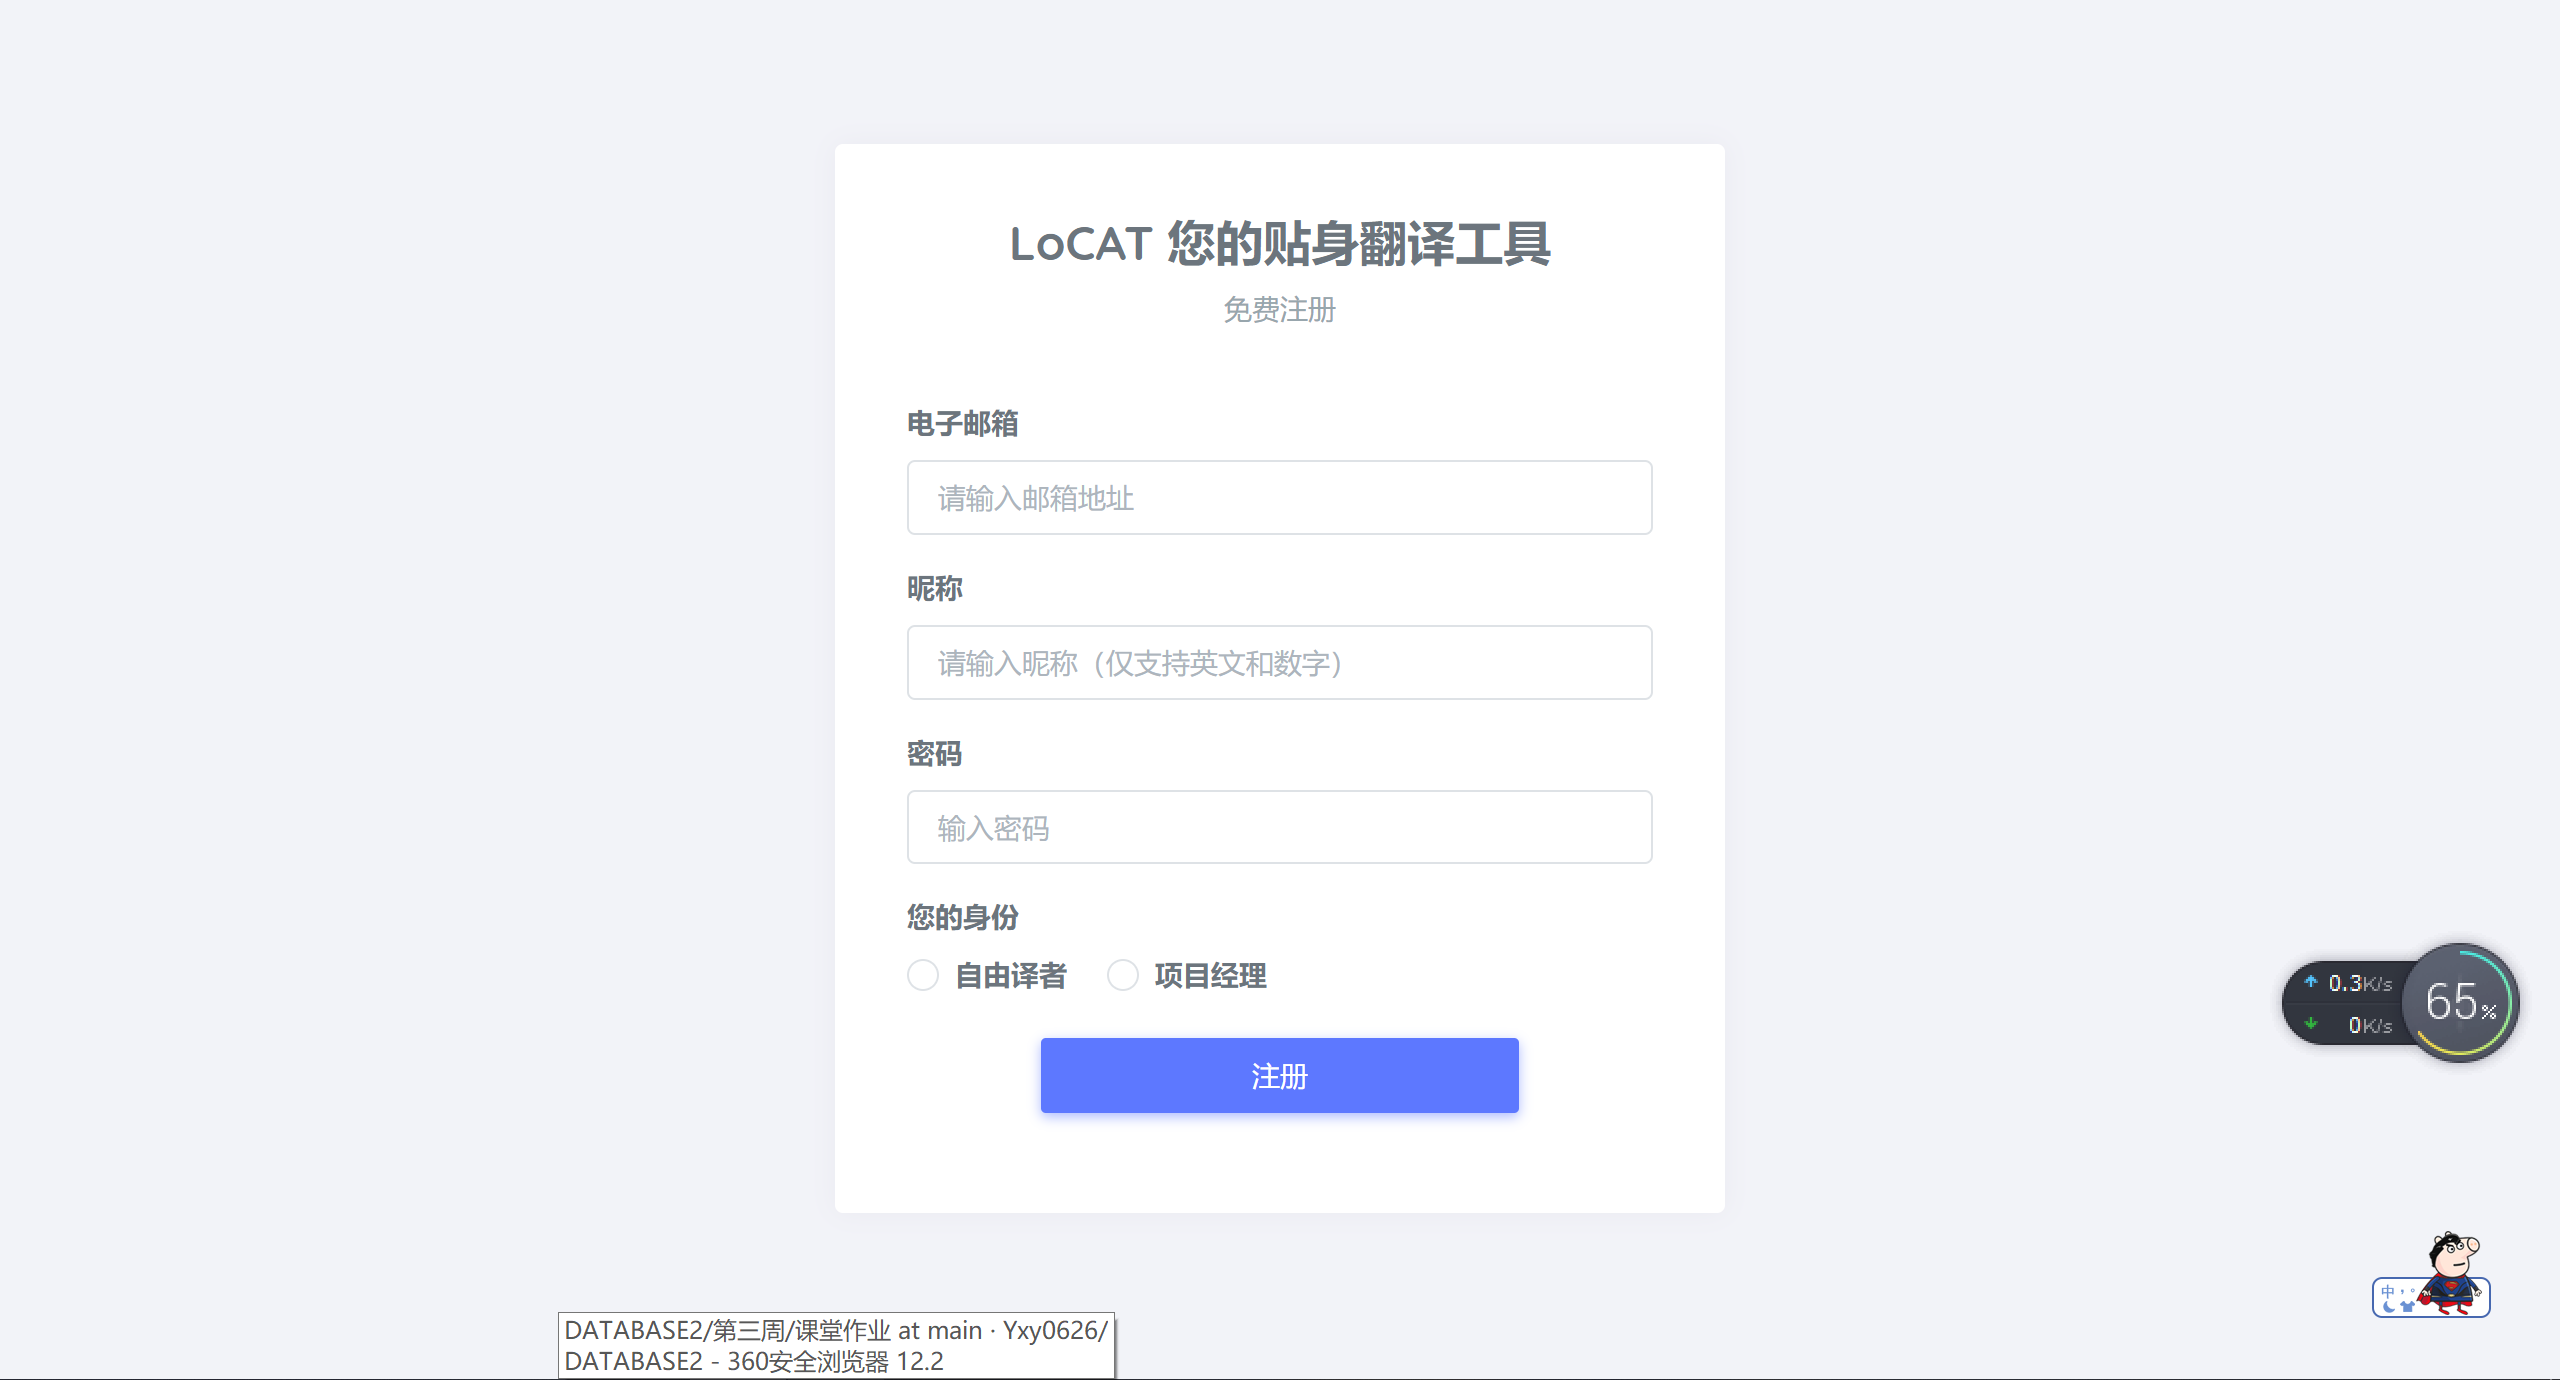 LoCAT 您的贴身翻译工具
免费注册
电子邮箱
请输入邮箱地址
昵称
请输入昵称（仅支持英文和数字）
密码
输入密码
您的身份
自由译者 项目经理
注册
0.3K/s
0K/s
65%
中 , 。
DATABASE2/第三周/课堂作业 at main · Yxy0626/
DATABASE2 - 360安全浏览器 12.2